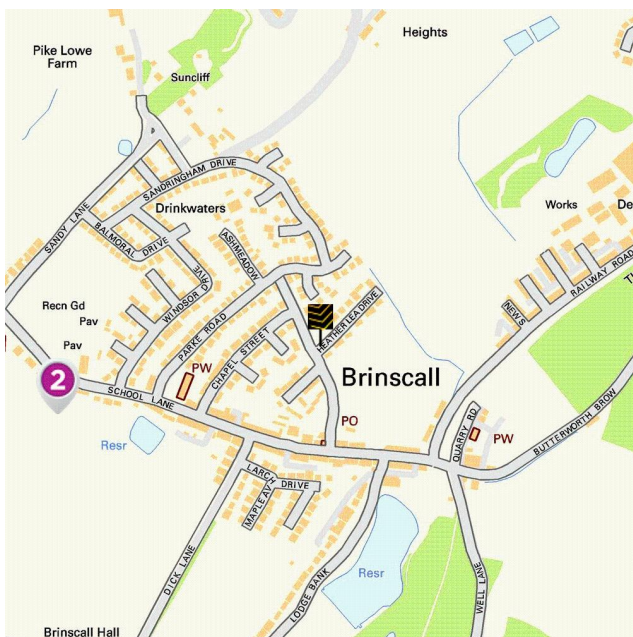 Pike Lowe
Farm
Heights
Suncliff
SANDRINGHAM DRIVE
Drinkwaters
Works
De
SANDY LANE
BALMORAL DRIVE
ASHMEADOW
RAILWAY ROAD
WINDSOR DRIVE
Recn Gd
Pav
Pav
PARKE ROAD
HEATHER LEA DRIVE
NEWS
CHAPEL STREET
PW
2
Brinscall
SCHOOL LANE
PO
QUARRY RD
PW
BUTTERWORTH BROW
Resr
LARCH DRIVE
MAPLE AV
DICK LANE
Resr
LODGE BANK
WELL LANE
Brinscall Hall